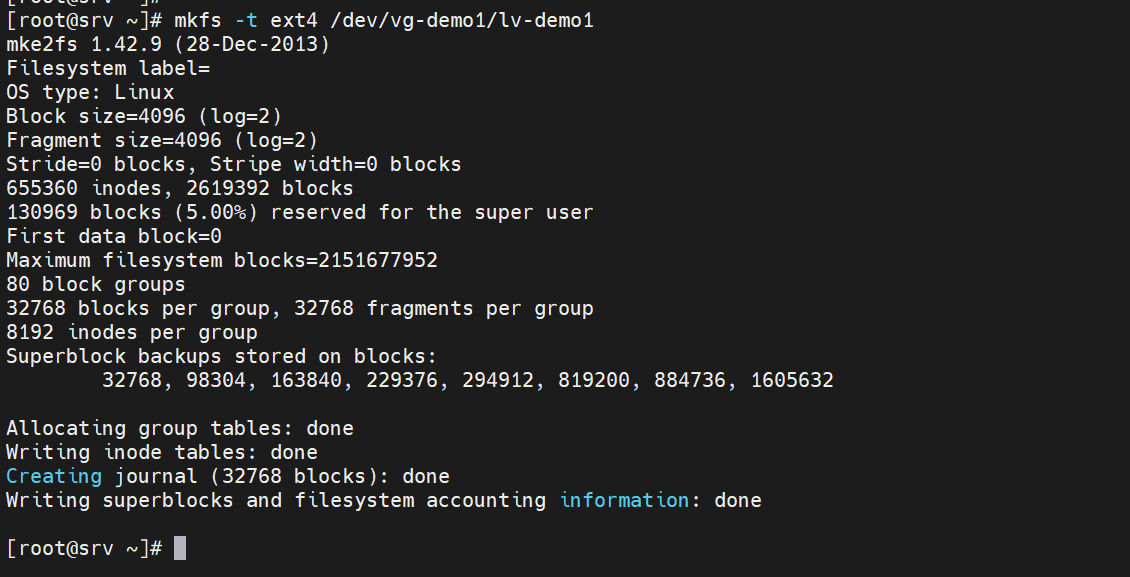 [root@srv ~]#
[root@srv ~]# mkfs -t ext4 /dev/vg-demo1/lv-demo1
mke2fs 1.42.9 (28-Dec-2013)
Filesystem label=
OS type: Linux
Block size=4096 (log=2)
Fragment size=4096 (log=2)
Stride=0 blocks, Stripe width=0 blocks
655360 inodes, 2619392 blocks
130969 blocks (5.00%) reserved for the super user
First data block=0
Maximum filesystem blocks=2151677952
80 block groups
32768 blocks per group, 32768 fragments per group
8192 inodes per group
Superblock backups stored on blocks:
        32768, 98304, 163840, 229376, 294912, 819200, 884736, 1605632

Allocating group tables: done
Writing inode tables: done
Creating journal (32768 blocks): done
Writing superblocks and filesystem accounting information: done

[root@srv ~]#